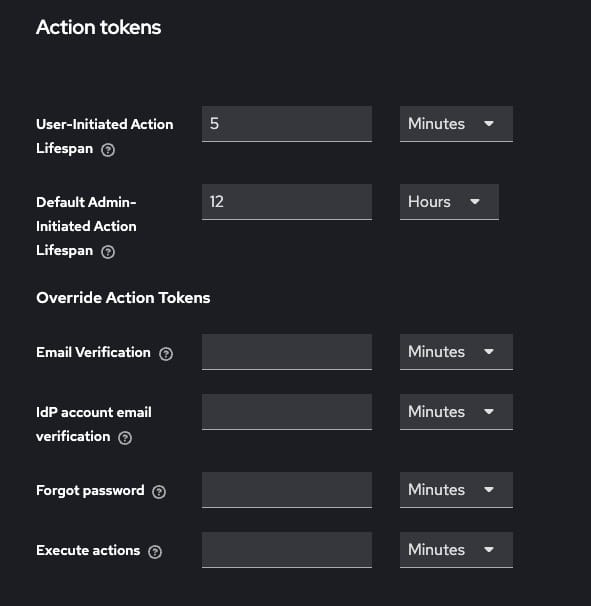 Action tokens
User-Initiated Action
Lifespan
5
Minutes
Default Admin-
Initiated Action
Lifespan
12
Hours
Override Action Tokens
Email Verification
Minutes
IdP account email
verification
Minutes
Forgot password
Minutes
Execute actions
Minutes